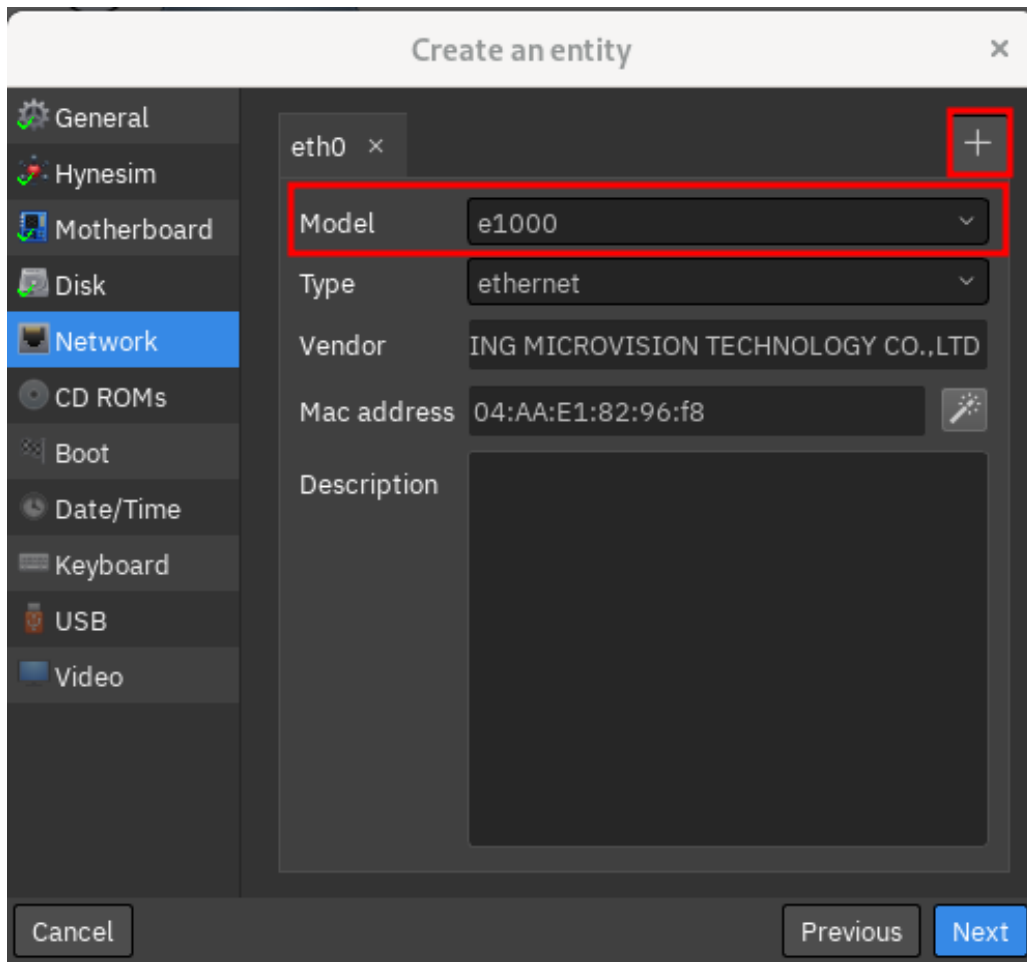 Create an entity ×
General
Hynesim
Motherboard
Disk
Network
CD ROMs
Boot
Date/Time
Keyboard
USB
Video
eth0 × +
Model e1000
Type ethernet
Vendor ING MICROVISION TECHNOLOGY CO.,LTD
Mac address 04:AA:E1:82:96:f8
Description
Cancel Previous Next